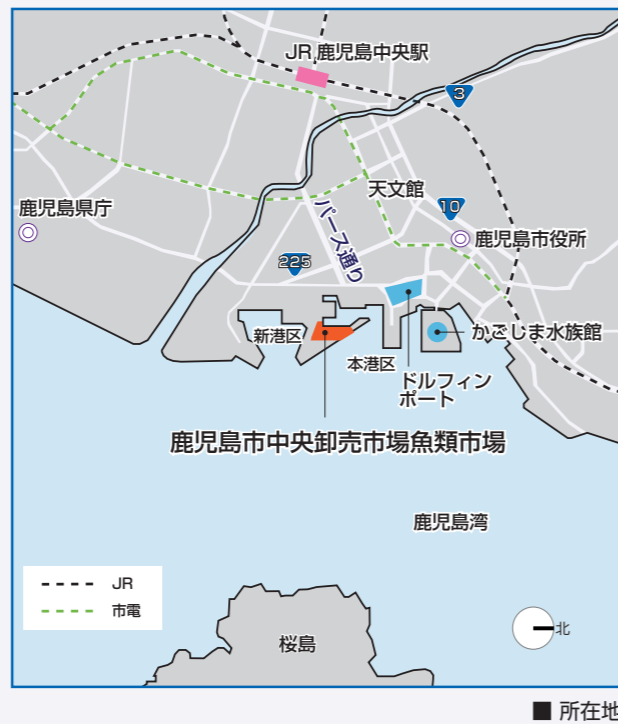 JR 鹿児島中央駅
3
天文館
鹿児島県庁
10
鹿児島市役所
パース通り
225
新港区
本港区
かごしま水族館
ドルフィン
ポート
鹿児島市中央卸売市場魚類市場
鹿児島湾
JR
市電
桜島
北
■ 所在地